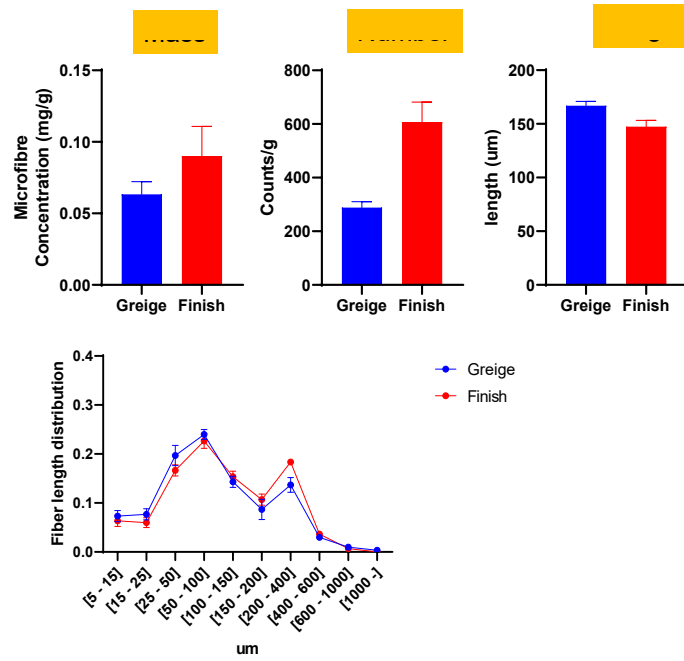 0.15
0.10
0.05
0.00
Microfibre
Concentration (mg/g)
Greige Finish
800
600
400
200
0
Counts/g
Greige Finish
200
150
100
50
0
length (um)
Greige Finish
0.4
0.3
0.2
0.1
0.0
Fiber length distribution
Greige
Finish
[5 - 15]
[15 - 25]
[25 - 50]
[50 - 100]
[100 - 150]
[150 - 200]
[200 - 400]
[400 - 600]
[600 - 1000]
[1000 -]
um